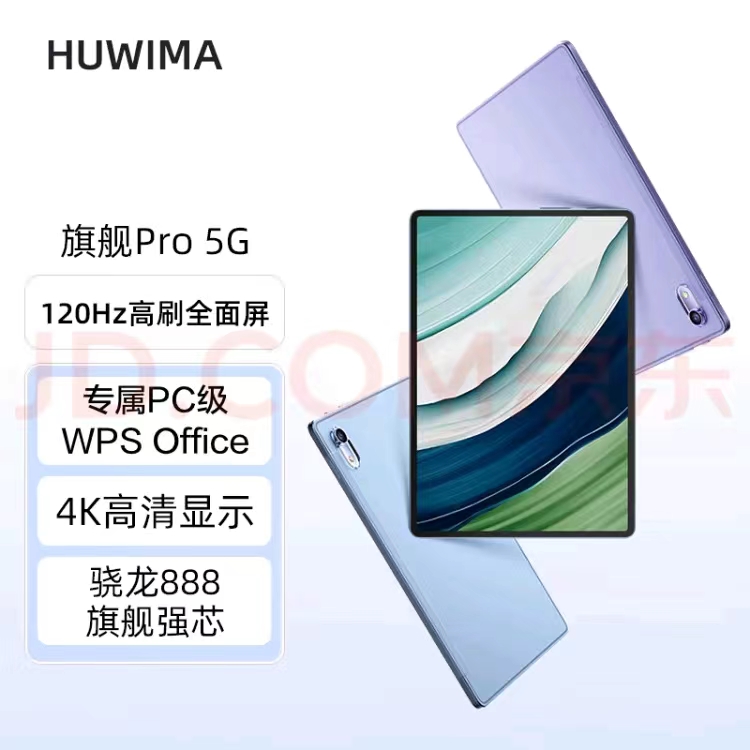 HUWIMA
旗舰Pro 5G
120Hz高刷全面屏
JD.COM京东
专属PC级
WPS Office
4K高清显示
骁龙888
旗舰强芯